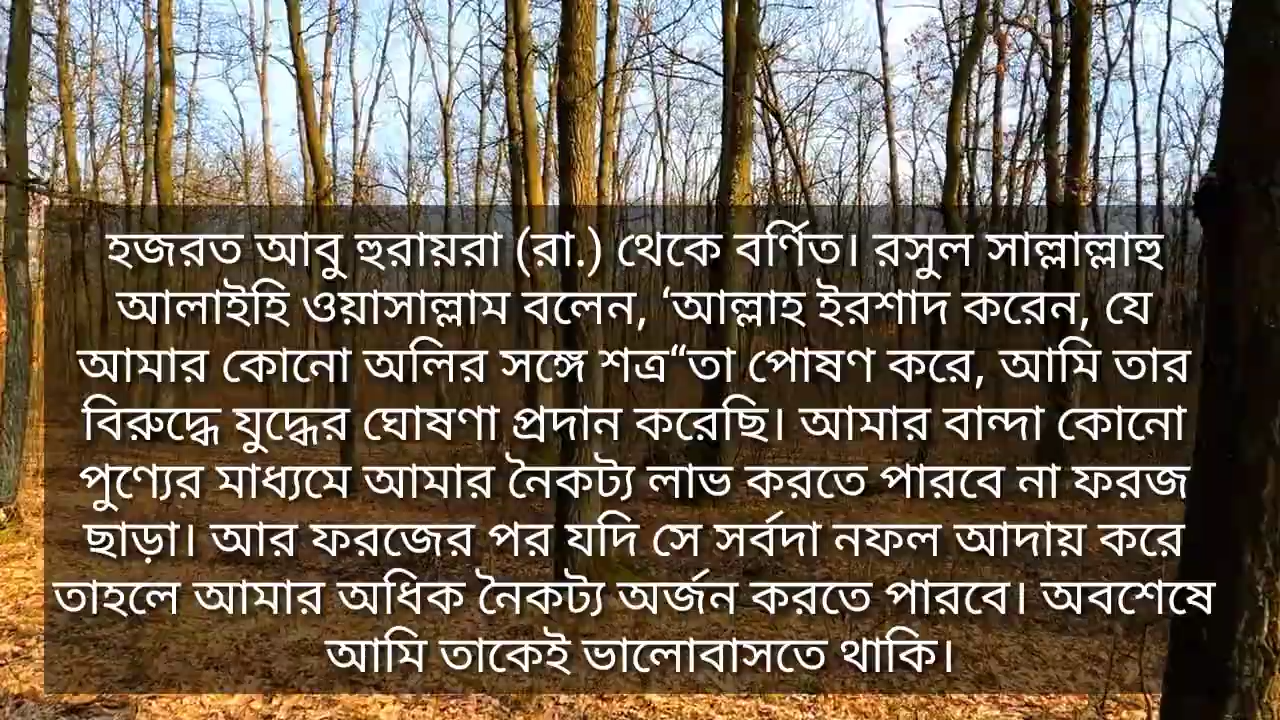 হজরত আবু হুরায়রা (রা.) থেকে বর্ণিত। রসুল সাল্লাল্লাহু
আলাইহি ওয়াসাল্লাম বলেন, ‘আল্লাহ ইরশাদ করেন, যে
আমার কোনো অলির সঙ্গে শত্র“তা পোষণ করে, আমি তার
বিরুদ্ধে যুদ্ধের ঘোষণা প্রদান করেছি। আমার বান্দা কোনো
পুণ্যের মাধ্যমে আমার নৈকট্য লাভ করতে পারবে না ফরজ
ছাড়া। আর ফরজের পর যদি সে সর্বদা নফল আদায় করে
তাহলে আমার অধিক নৈকট্য অর্জন করতে পারবে। অবশেষে
আমি তাকেই ভালোবাসতে থাকি।